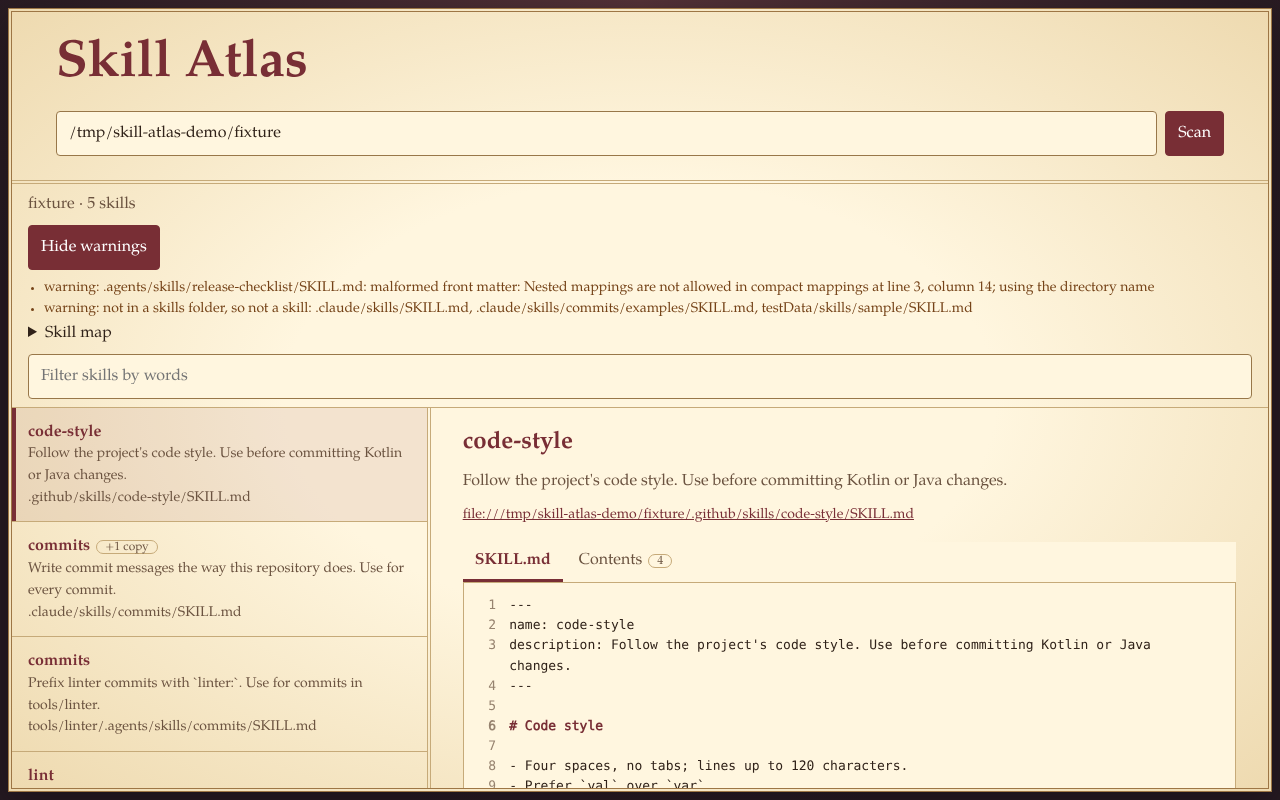 Skill Atlas
/tmp/skill-atlas-demo/fixture
Scan
fixture · 5 skills
Hide warnings
• warning: .agents/skills/release-checklist/SKILL.md: malformed front matter: Nested mappings are not allowed in compact mappings at line 3, column 14; using the directory name
• warning: not in a skills folder, so not a skill: .claude/skills/SKILL.md, .claude/skills/commits/examples/SKILL.md, testData/skills/sample/SKILL.md
▶ Skill map
Filter skills by words
code-style
Follow the project's code style. Use before committing Kotlin
or Java changes.
.github/skills/code-style/SKILL.md
commits +1 copy
Write commit messages the way this repository does. Use for
every commit.
.claude/skills/commits/SKILL.md
commits
Prefix linter commits with `linter:`. Use for commits in
tools/linter.
tools/linter/.agents/skills/commits/SKILL.md
lint
code-style
Follow the project's code style. Use before committing Kotlin or Java changes.
file:///tmp/skill-atlas-demo/fixture/.github/skills/code-style/SKILL.md
SKILL.md Contents 4
1 ---
2 name: code-style
3 description: Follow the project's code style. Use before committing Kotlin or Java
changes.
4 ---
5
6 # Code style
7
8 - Four spaces, no tabs; lines up to 120 characters.
9 - Prefer `val` over `var`